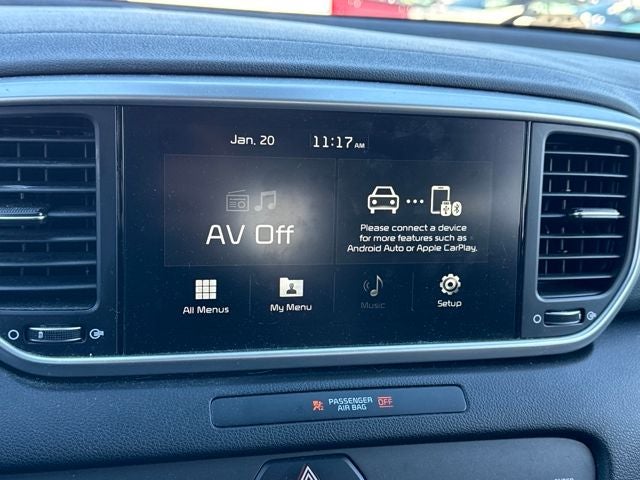 Jan. 20 11:17 AM
AV Off
Please connect a device
for more features such as
Android Auto or Apple CarPlay.
All Menus My Menu Music Setup
PASSENGER
AIR BAG OFF